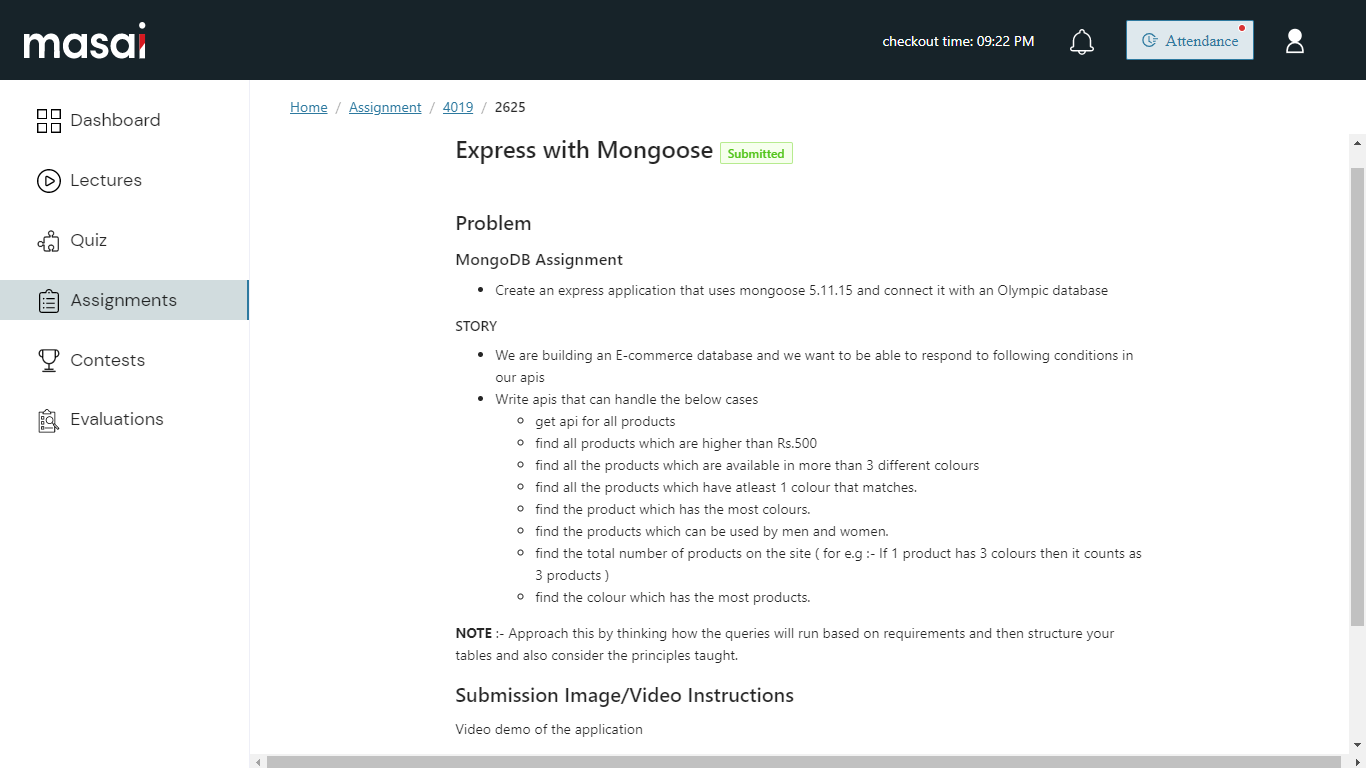 masai
checkout time: 09:22 PM
Attendance
Dashboard
Lectures
Quiz
Assignments
Contests
Evaluations
Home / Assignment / 4019 / 2625
Express with Mongoose Submitted
Problem
MongoDB Assignment
Create an express application that uses mongoose 5.11.15 and connect it with an Olympic database
STORY
We are building an E-commerce database and we want to be able to respond to following conditions in
our apis
Write apis that can handle the below cases
get api for all products
find all products which are higher than Rs.500
find all the products which are available in more than 3 different colours
find all the products which have atleast 1 colour that matches.
find the product which has the most colours.
find the products which can be used by men and women.
find the total number of products on the site ( for e.g :- If 1 product has 3 colours then it counts as
3 products )
find the colour which has the most products.
NOTE :- Approach this by thinking how the queries will run based on requirements and then structure your
tables and also consider the principles taught.
Submission Image/Video Instructions
Video demo of the application